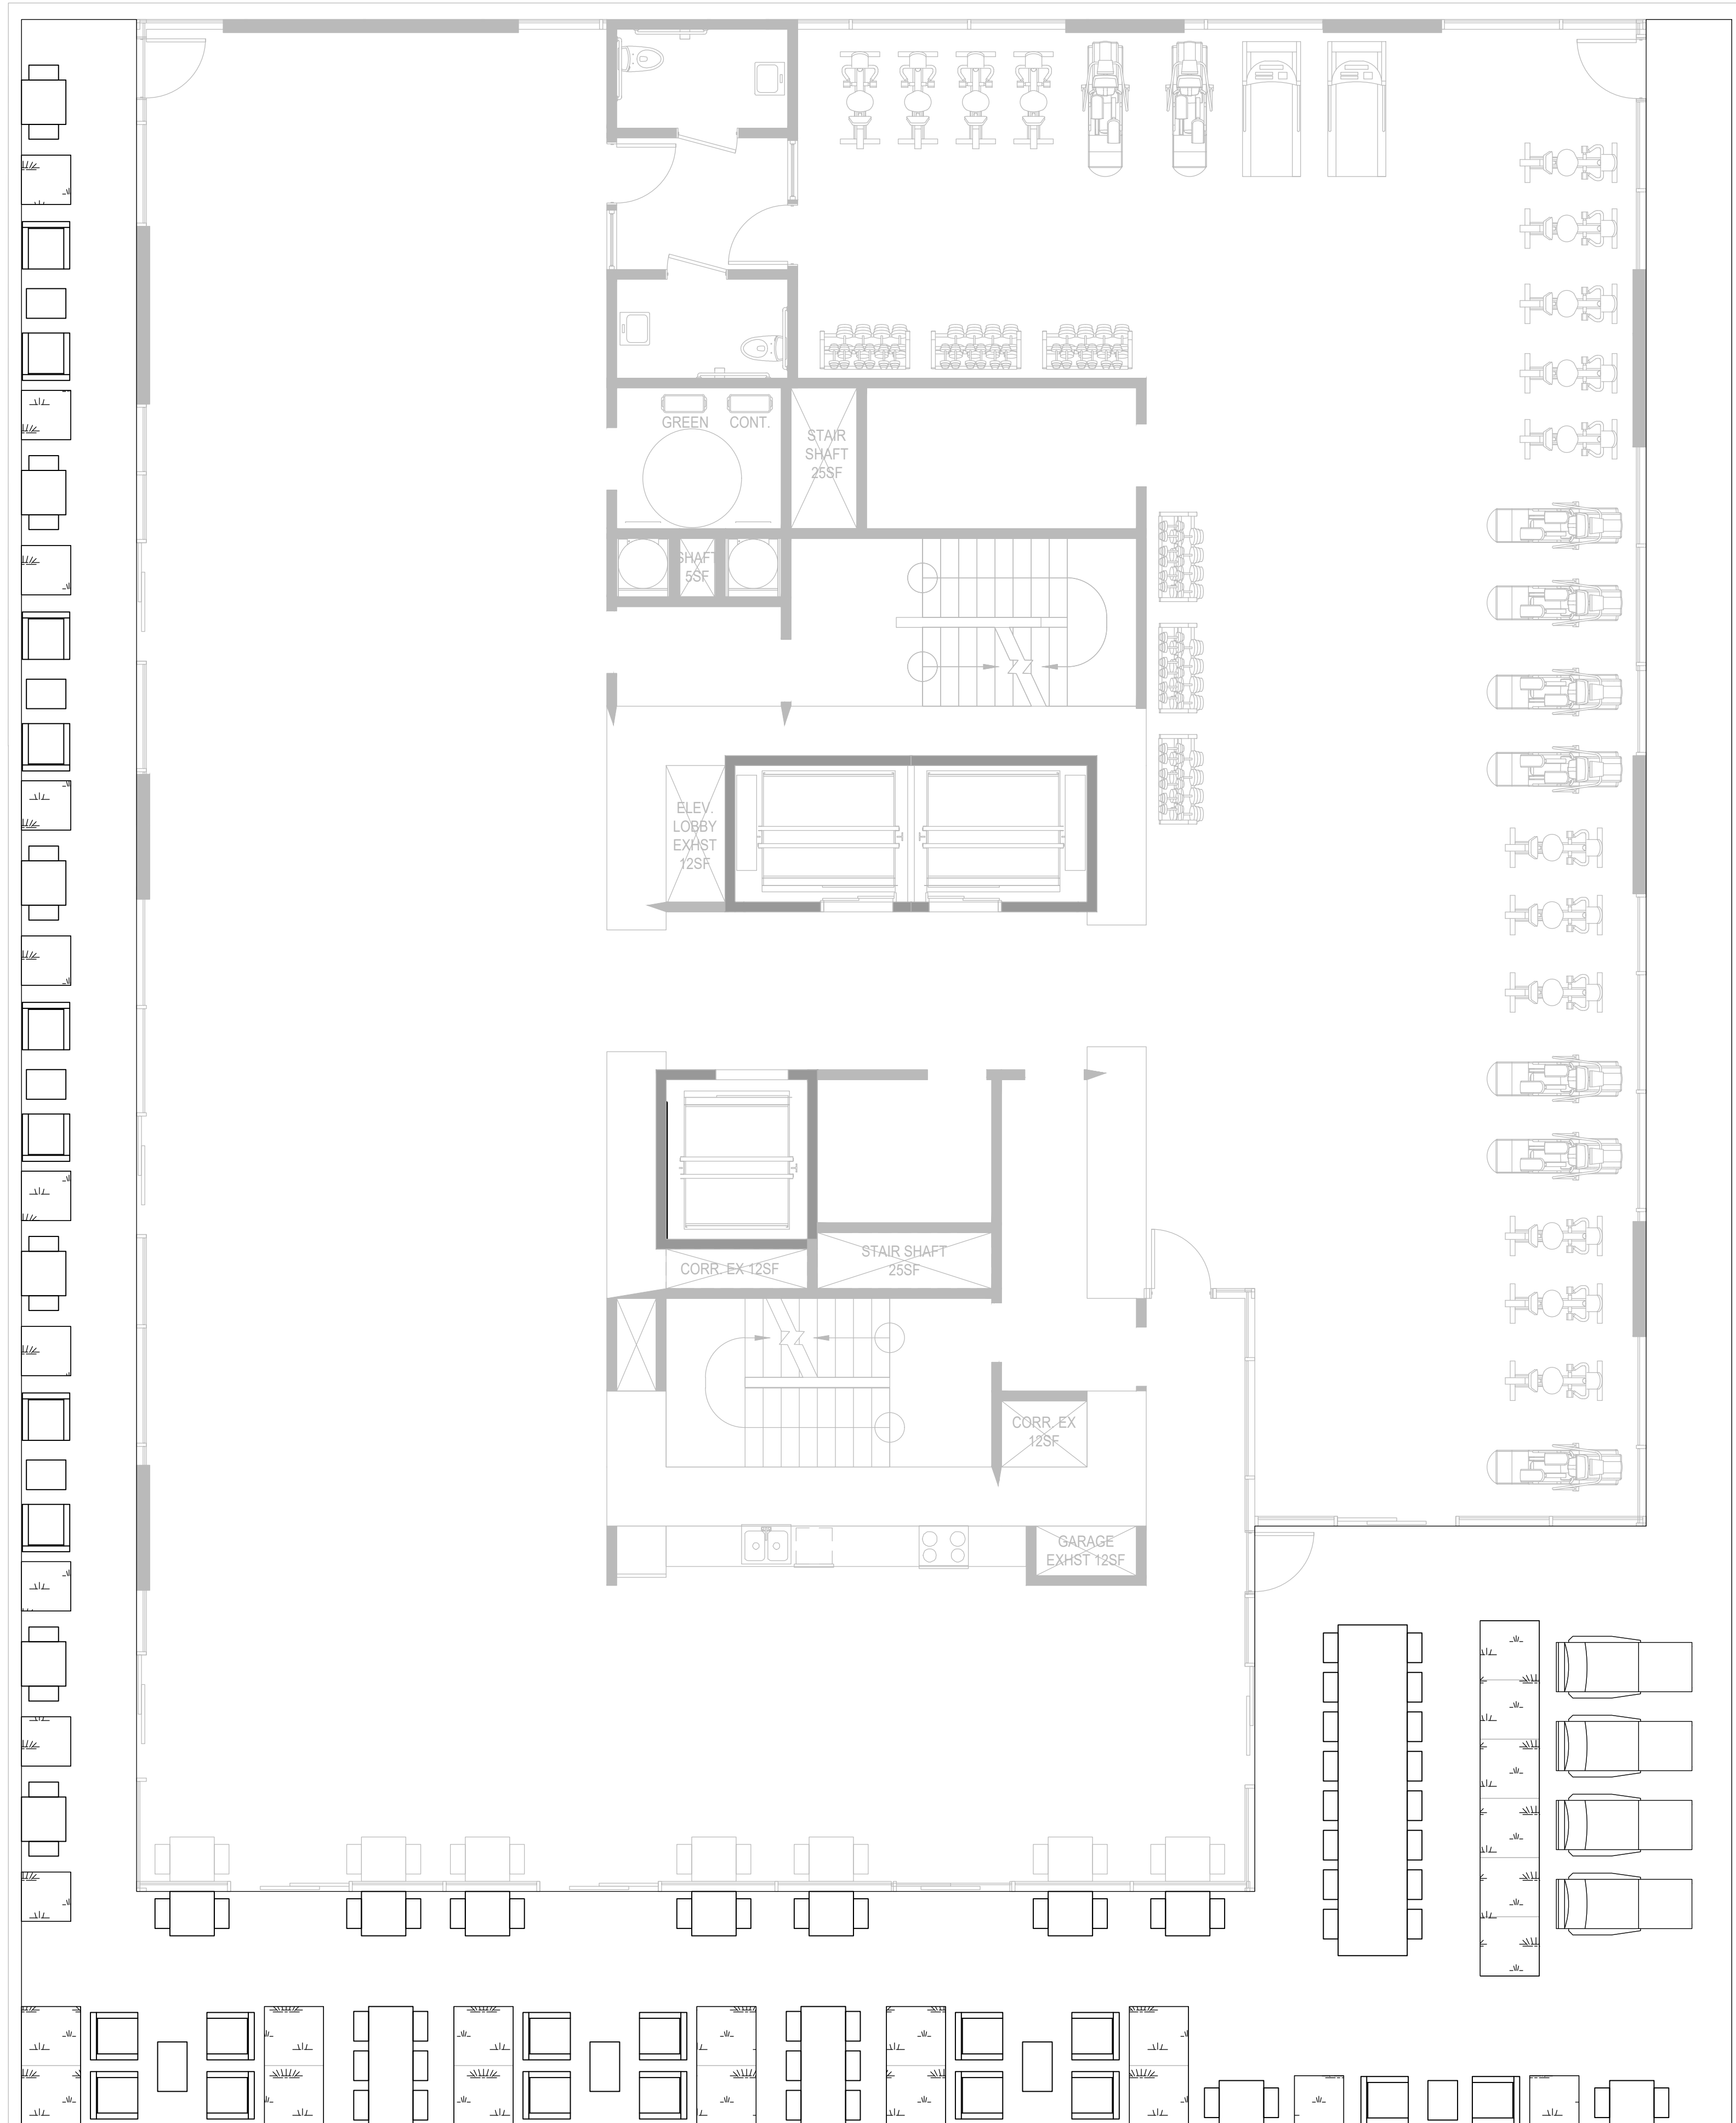 GREEN CONT.
STAIR
SHAFT
25SF
SHAFT
5SF
ELEV.
LOBBY
EXHST
12SF
CORR. EX 12SF
STAIR SHAFT
25SF
CORR. EX
12SF
GARAGE
EXHST 12SF